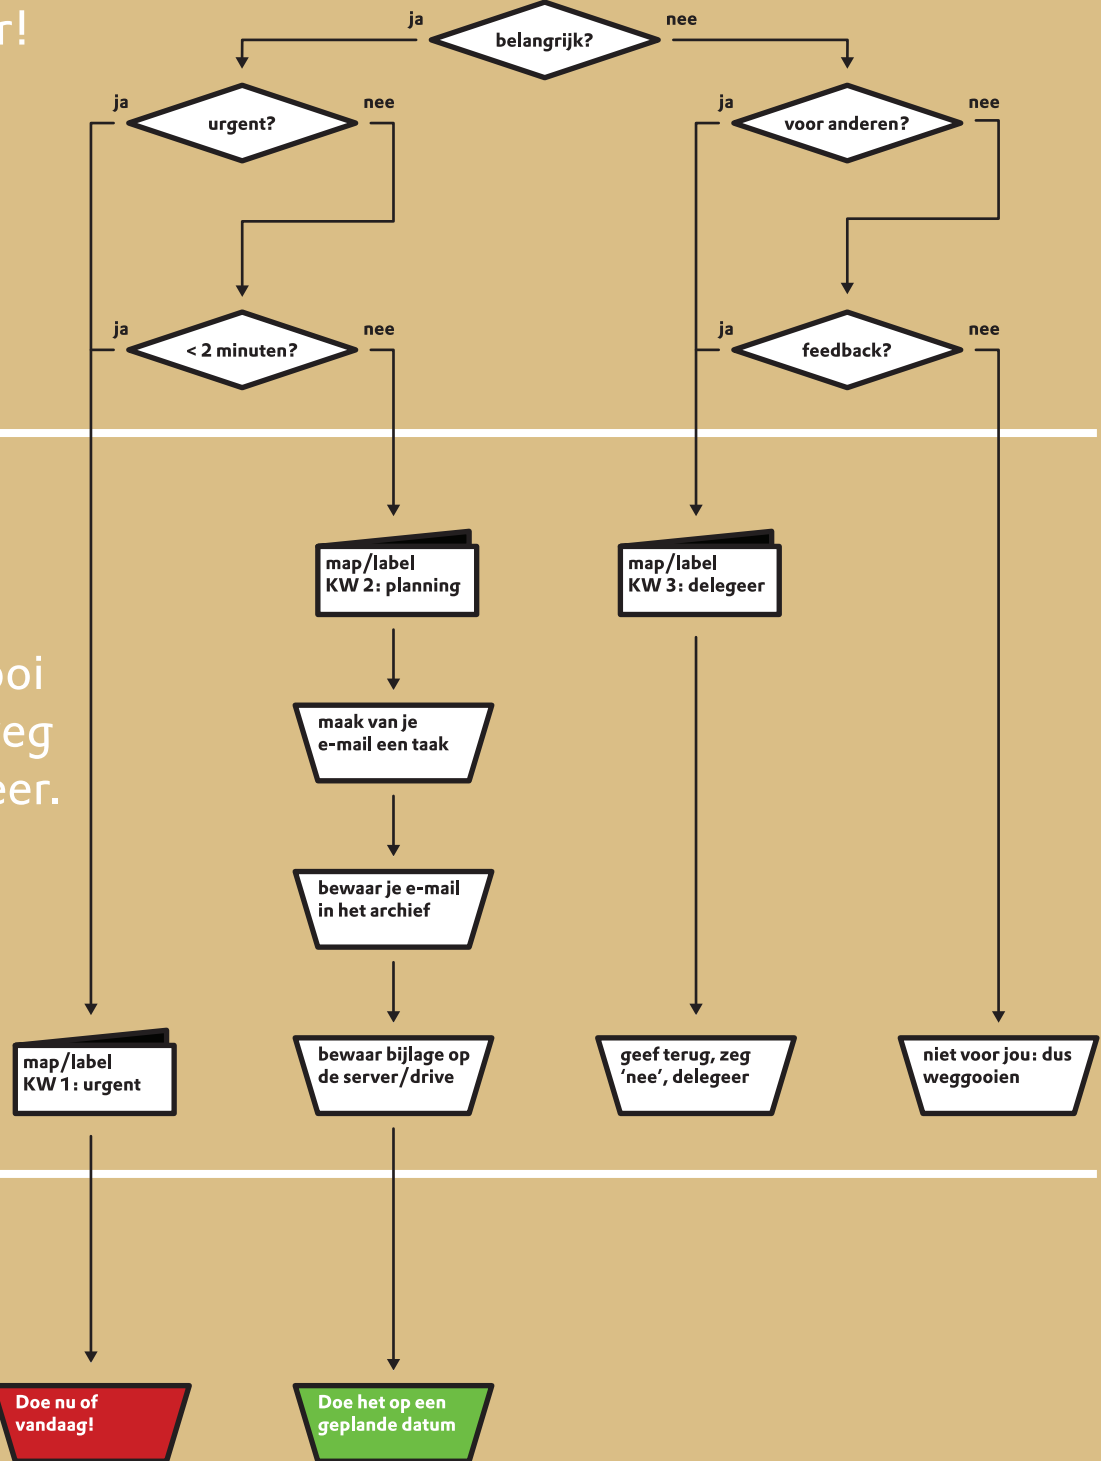 r!
ja
nee
belangrijk?
ja
nee
ja
nee
urgent?
voor anderen?
ja
nee
ja
nee
< 2 minuten?
feedback?
map/label
KW 2: planning
map/label
KW 3: delegeer
ooi
eg
eer.
maak van je
e-mail een taak
bewaar je e-mail
in het archief
map/label
KW 1: urgent
bewaar bijlage op
de server/drive
geef terug, zeg
‘nee’, delegeer
niet voor jou: dus
weggooien
Doe nu of
vandaag!
Doe het op een
geplande datum